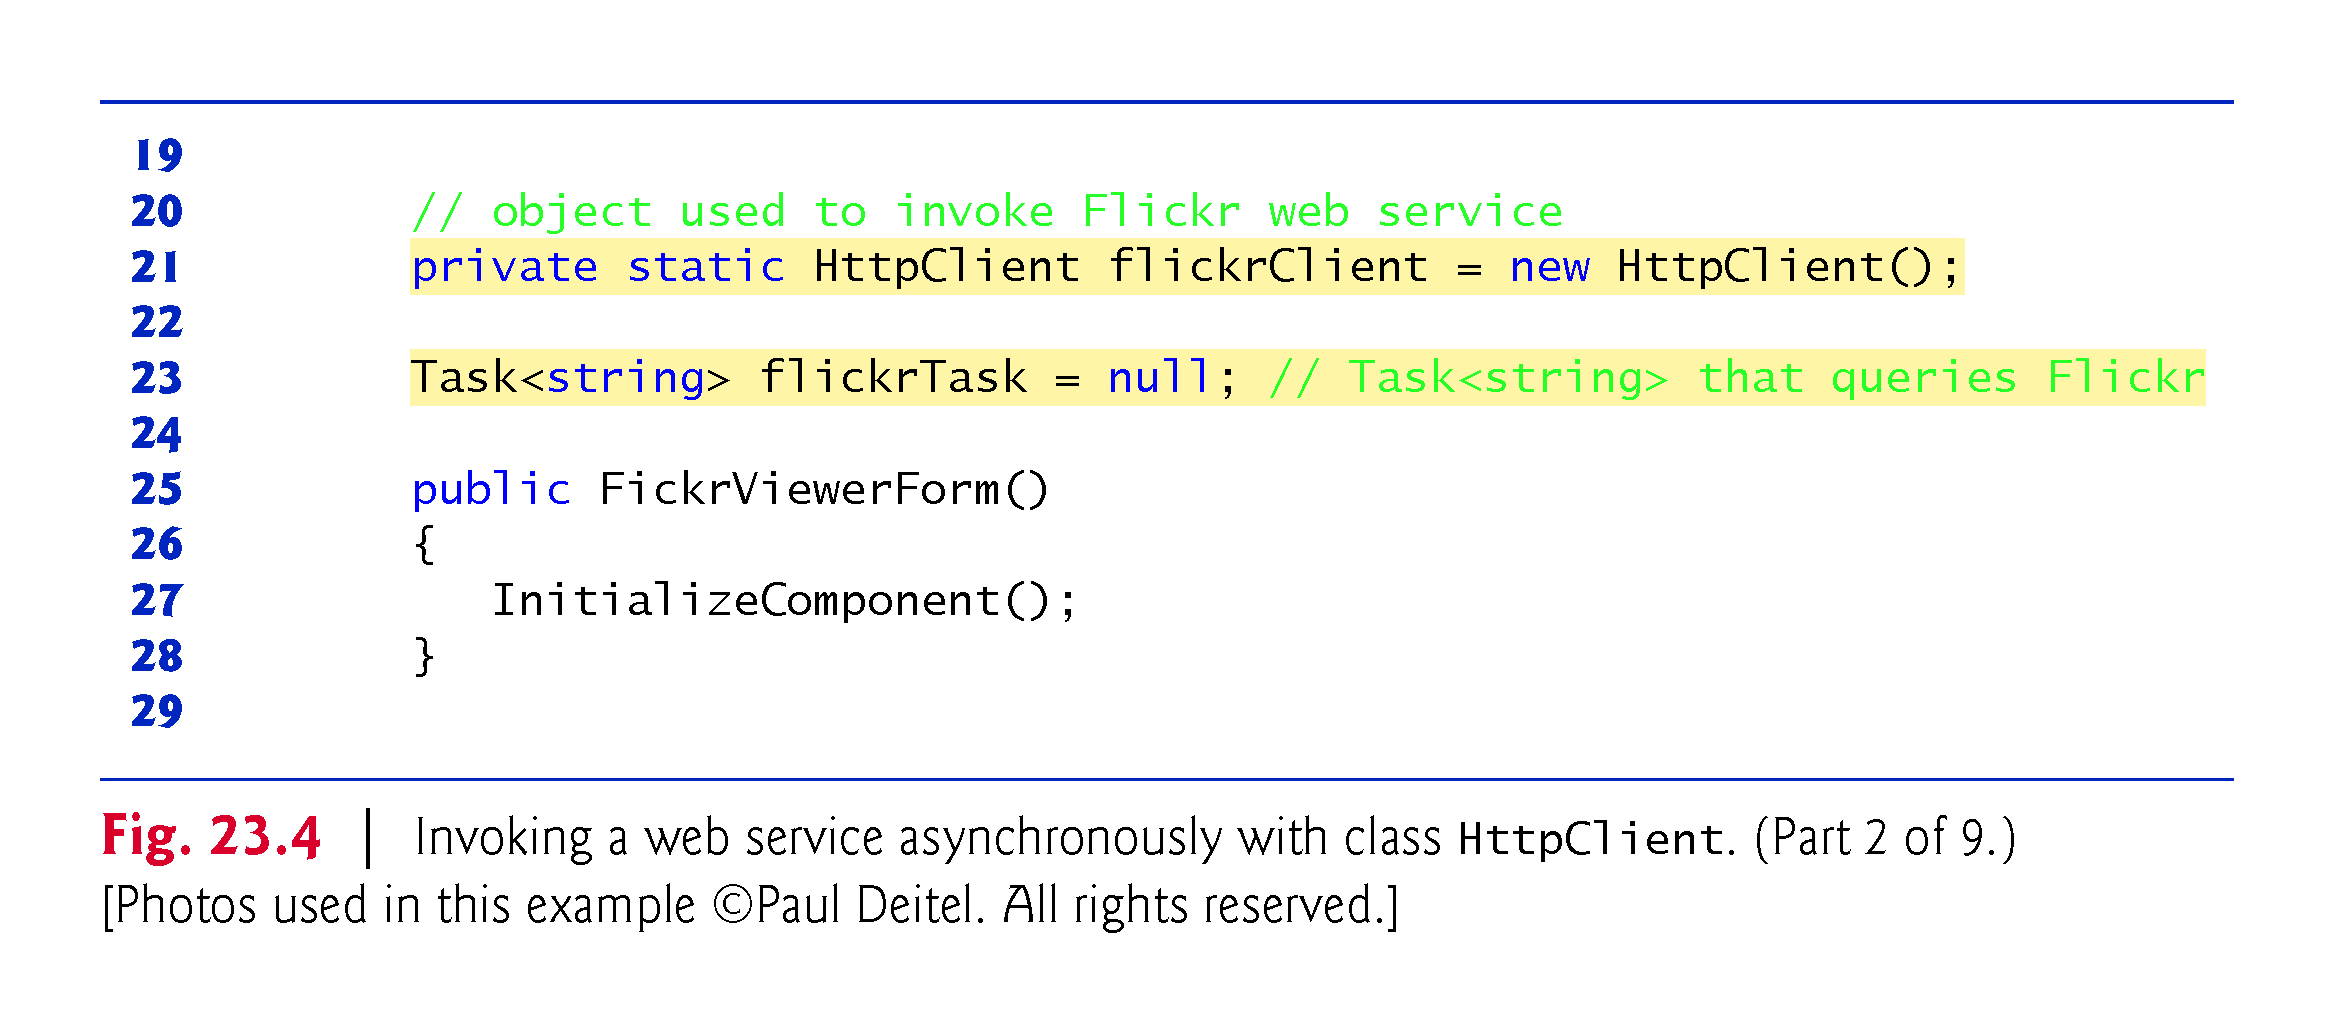 19
20 // object used to invoke Flickr web service
21 private static HttpClient flickrClient = new HttpClient();
22
23 Task<string> flickrTask = null; // Task<string> that queries Flickr
24
25 public FickrViewerForm()
26 {
27    InitializeComponent();
28 }
29
Fig. 23.4 | Invoking a web service asynchronously with class HttpClient. (Part 2 of 9.)
[Photos used in this example ©Paul Deitel. All rights reserved.]